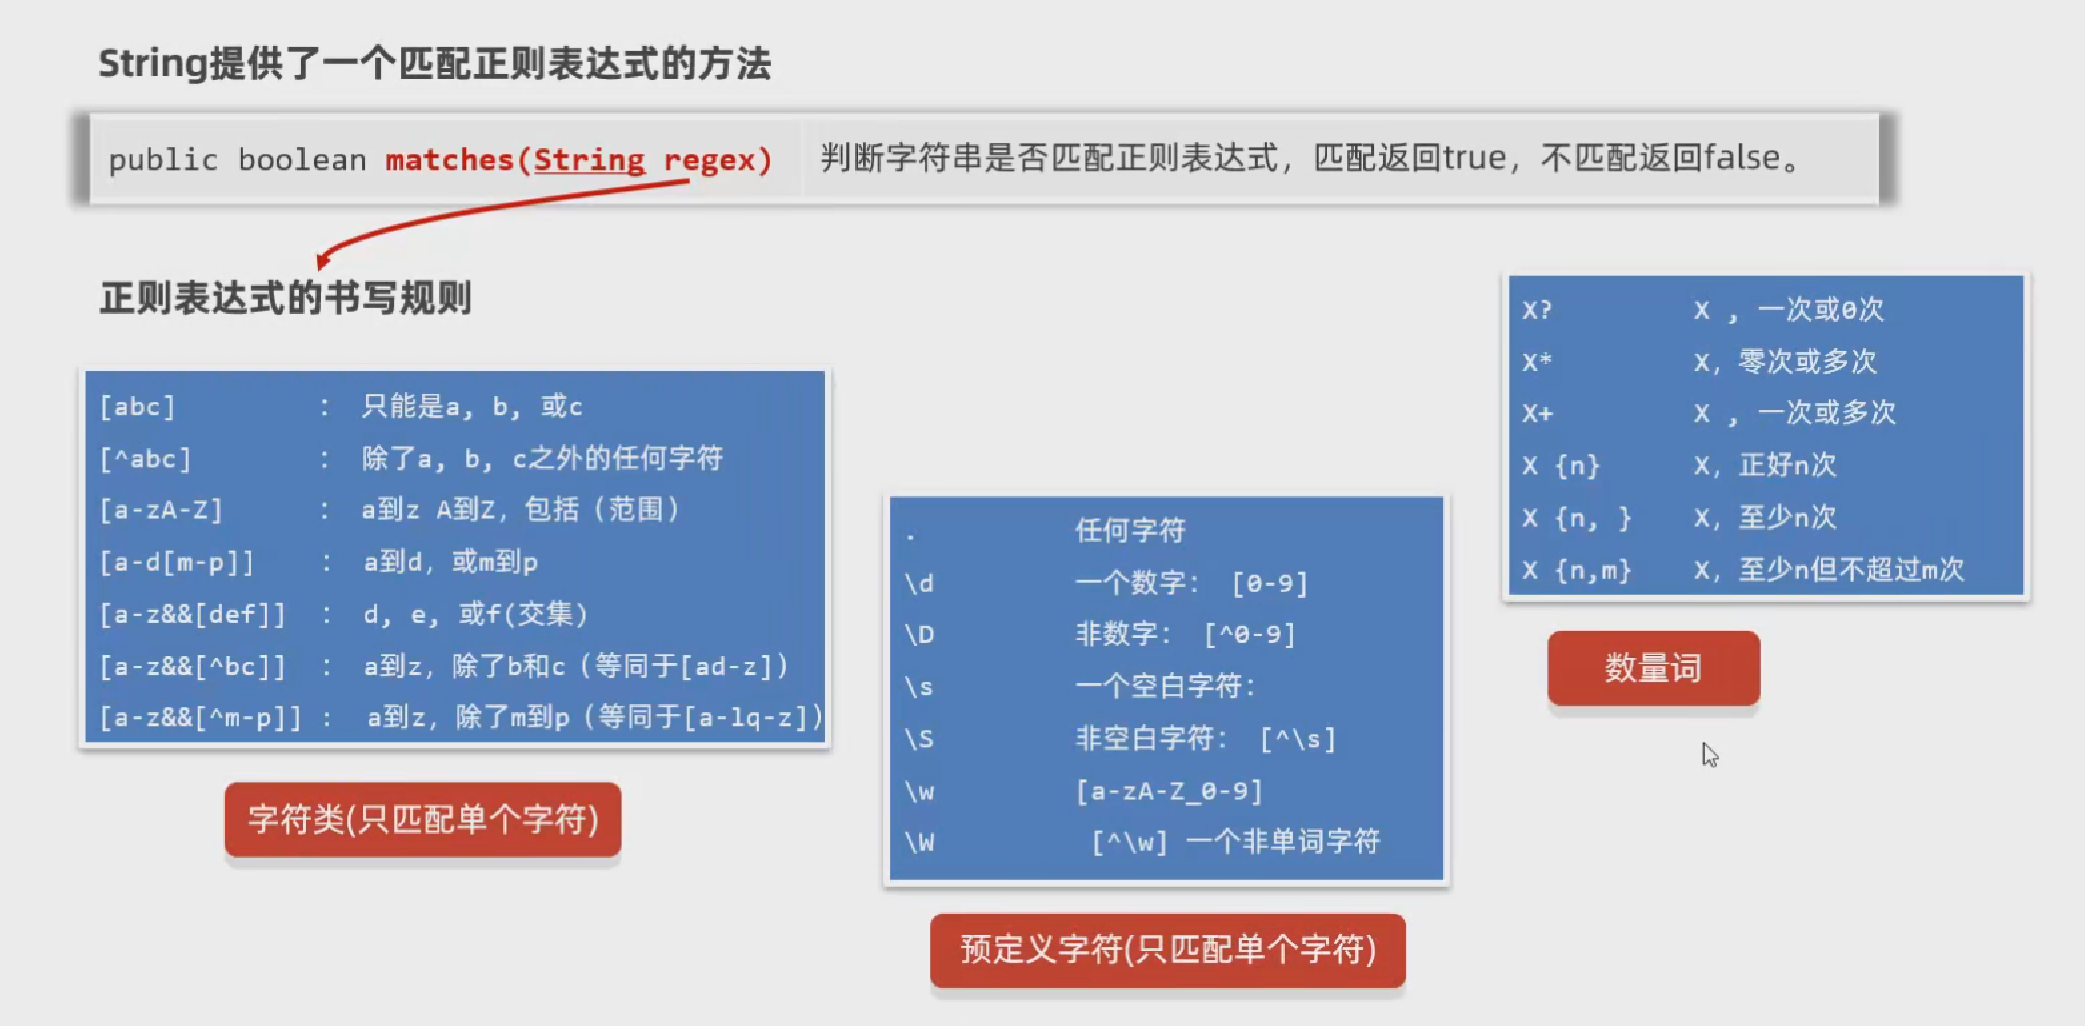 String提供了一个匹配正则表达式的方法
public boolean matches(String regex) 判断字符串是否匹配正则表达式，匹配返回true，不匹配返回false。
正则表达式的书写规则
[abc] : 只能是a, b, 或c
[^abc] : 除了a, b, c之外的任何字符
[a-zA-Z] : a到z A到Z，包括（范围）
[a-d[m-p]] : a到d，或m到p
[a-z&&[def]] : d, e, 或f(交集)
[a-z&&[^bc]] : a到z，除了b和c（等同于[ad-z]）
[a-z&&[^m-p]] : a到z，除了m到p（等同于[a-lq-z]）
字符类(只匹配单个字符)
. 任何字符
\d 一个数字： [0-9]
\D 非数字： [^0-9]
\s 一个空白字符：
\S 非空白字符： [^\s]
\w [a-zA-Z_0-9]
\W [^\w] 一个非单词字符
预定义字符(只匹配单个字符)
X? X , 一次或0次
X* X, 零次或多次
X+ X , 一次或多次
X {n} X, 正好n次
X {n, } X, 至少n次
X {n,m} X, 至少n但不超过m次
数量词